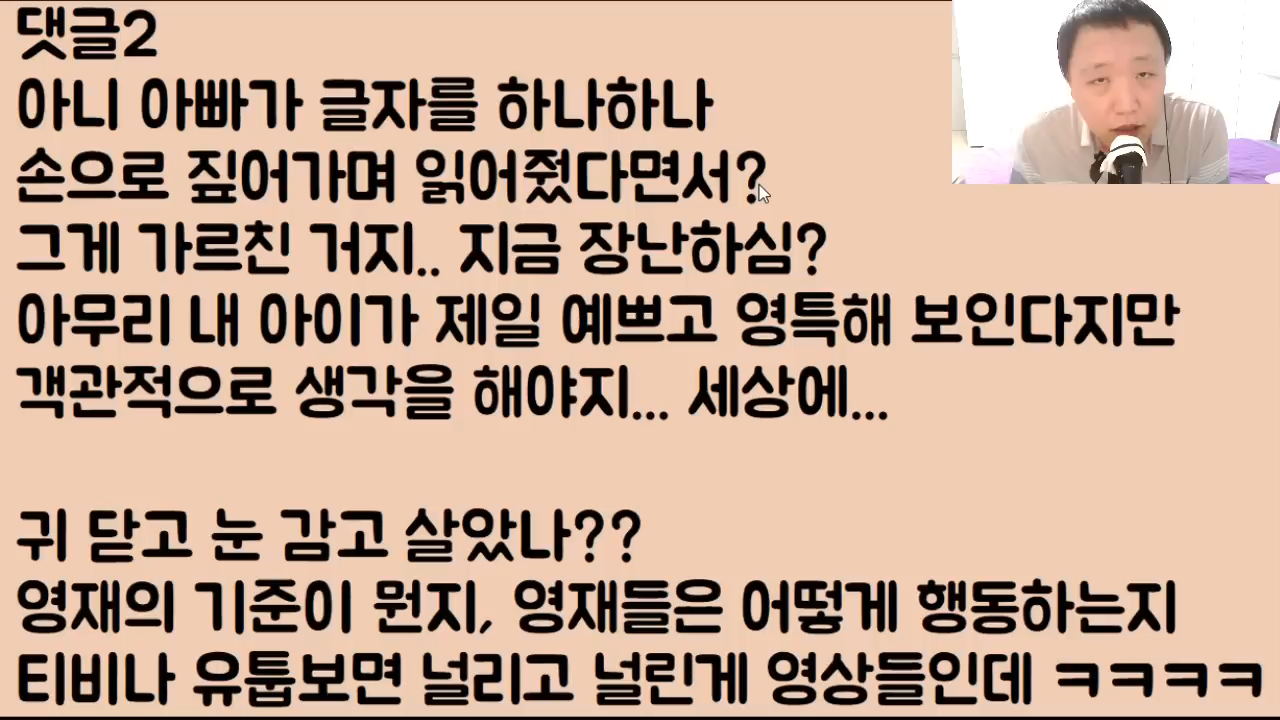 댓글2
아니 아빠가 글자를 하나하나
손으로 짚어가며 읽어줬다면서?
그게 가르친 거지.. 지금 장난하심?
아무리 내 아이가 제일 예쁘고 영특해 보인다지만
객관적으로 생각을 해야지... 세상에...
귀 닫고 눈 감고 살았나??
영재의 기준이 뭔지, 영재들은 어떻게 행동하는지
티비나 유튭보면 널리고 널린게 영상들인데 ㅋㅋㅋㅋ